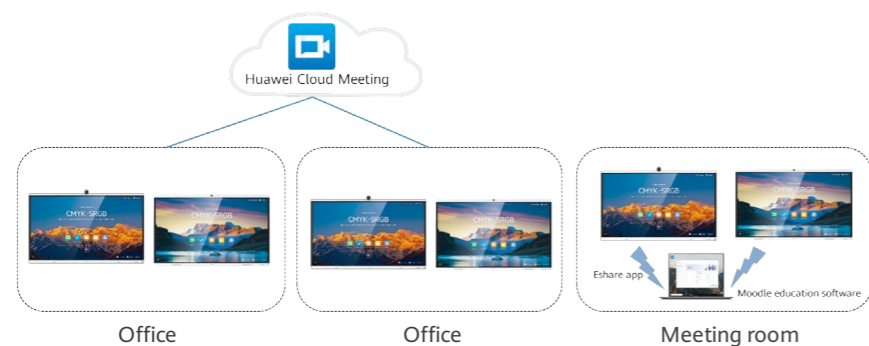 Huawei Cloud Meeting
CMYK-SRGB
CMYK-SRGB
CMYK-SRGB
CMYK-SRGB
CMYK-SRGB
CMYK-SRGB
Eshare app
Moodle education software
Office
Office
Meeting room